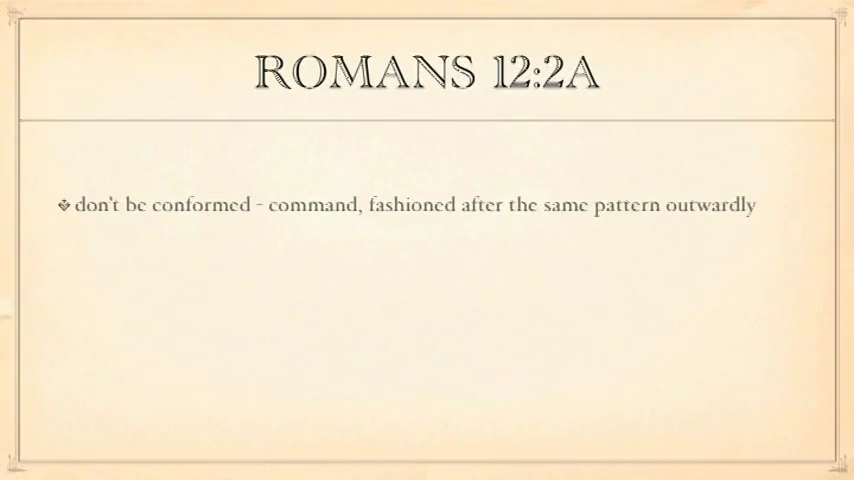 ROMANS 12:2A
don't be conformed - command, fashioned after the same pattern outwardly